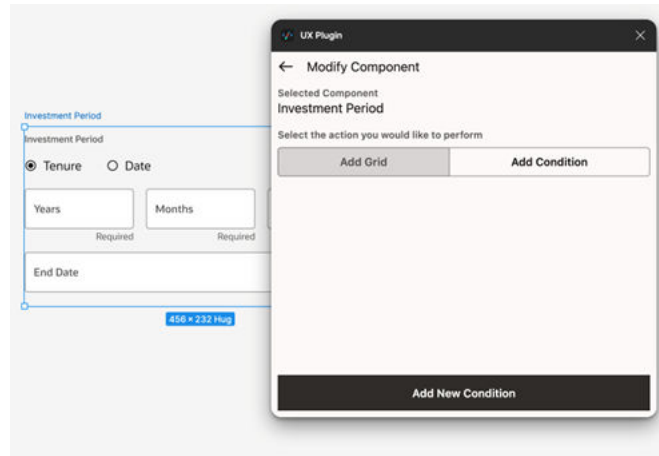 UX Plugin
Modify Component
Selected Component
Investment Period
Select the action you would like to perform
Add Grid
Add Condition
Add New Condition
Investment Period
Investment Period
Tenure
Date
Years
Months
Required
Required
End Date
456 × 232 Hug